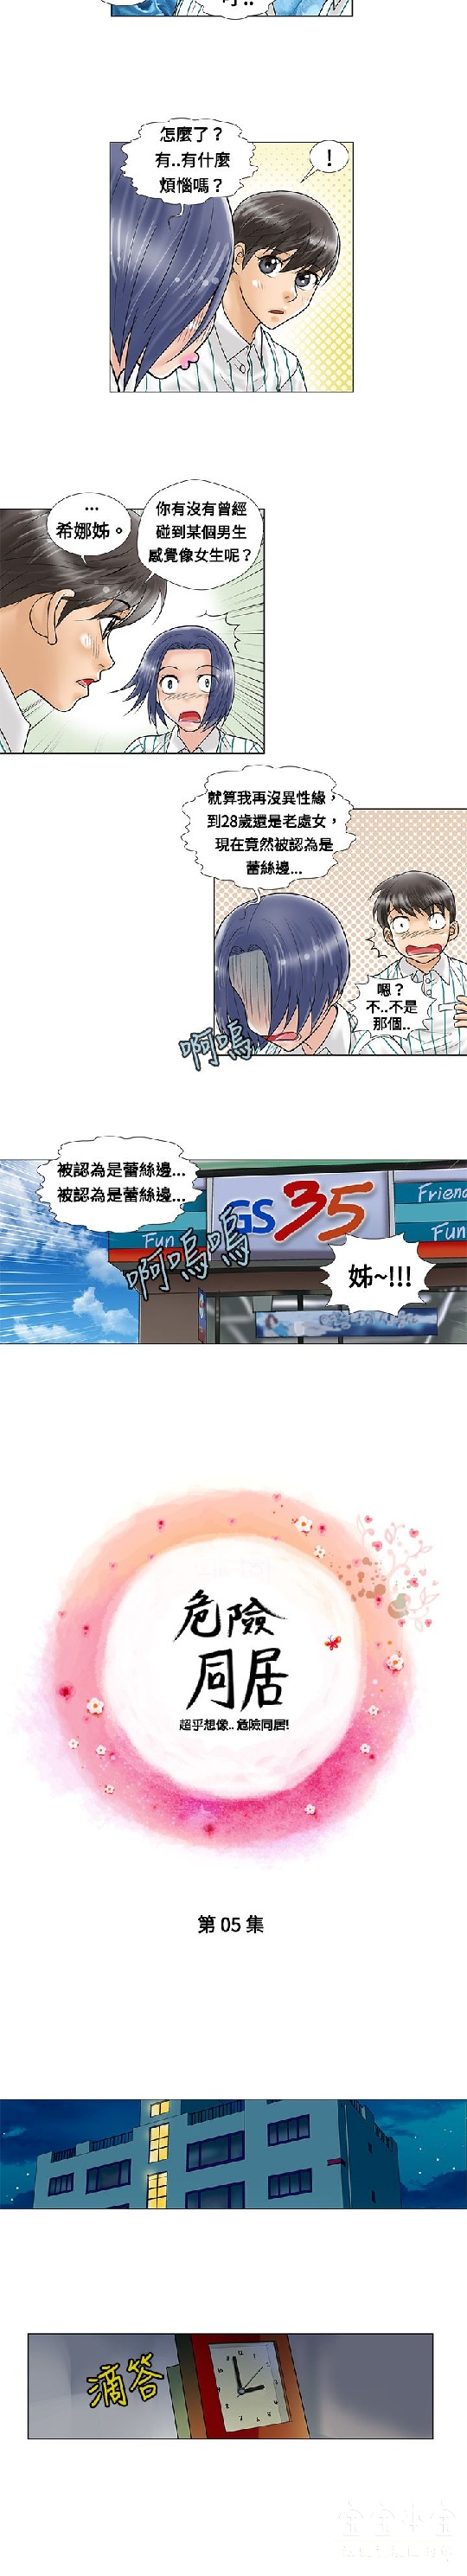 怎麼了？
有..有什麼
煩惱嗎？
！
...
希娜姊。
你有沒有曾經
碰到某個男生
感覺像女生呢？
就算我再沒異性緣，
到28歲還是老處女，
現在竟然被認為是
蕾絲邊...
嗯？
不..不是
那個..
啊嗚
被認為是蕾絲邊...
被認為是蕾絲邊...
GS35
Friend
Fun
Fun
啊嗚嗚
姊~!!!
危險
同居
超乎想像.. 危險同居!
第 05 集
滴答